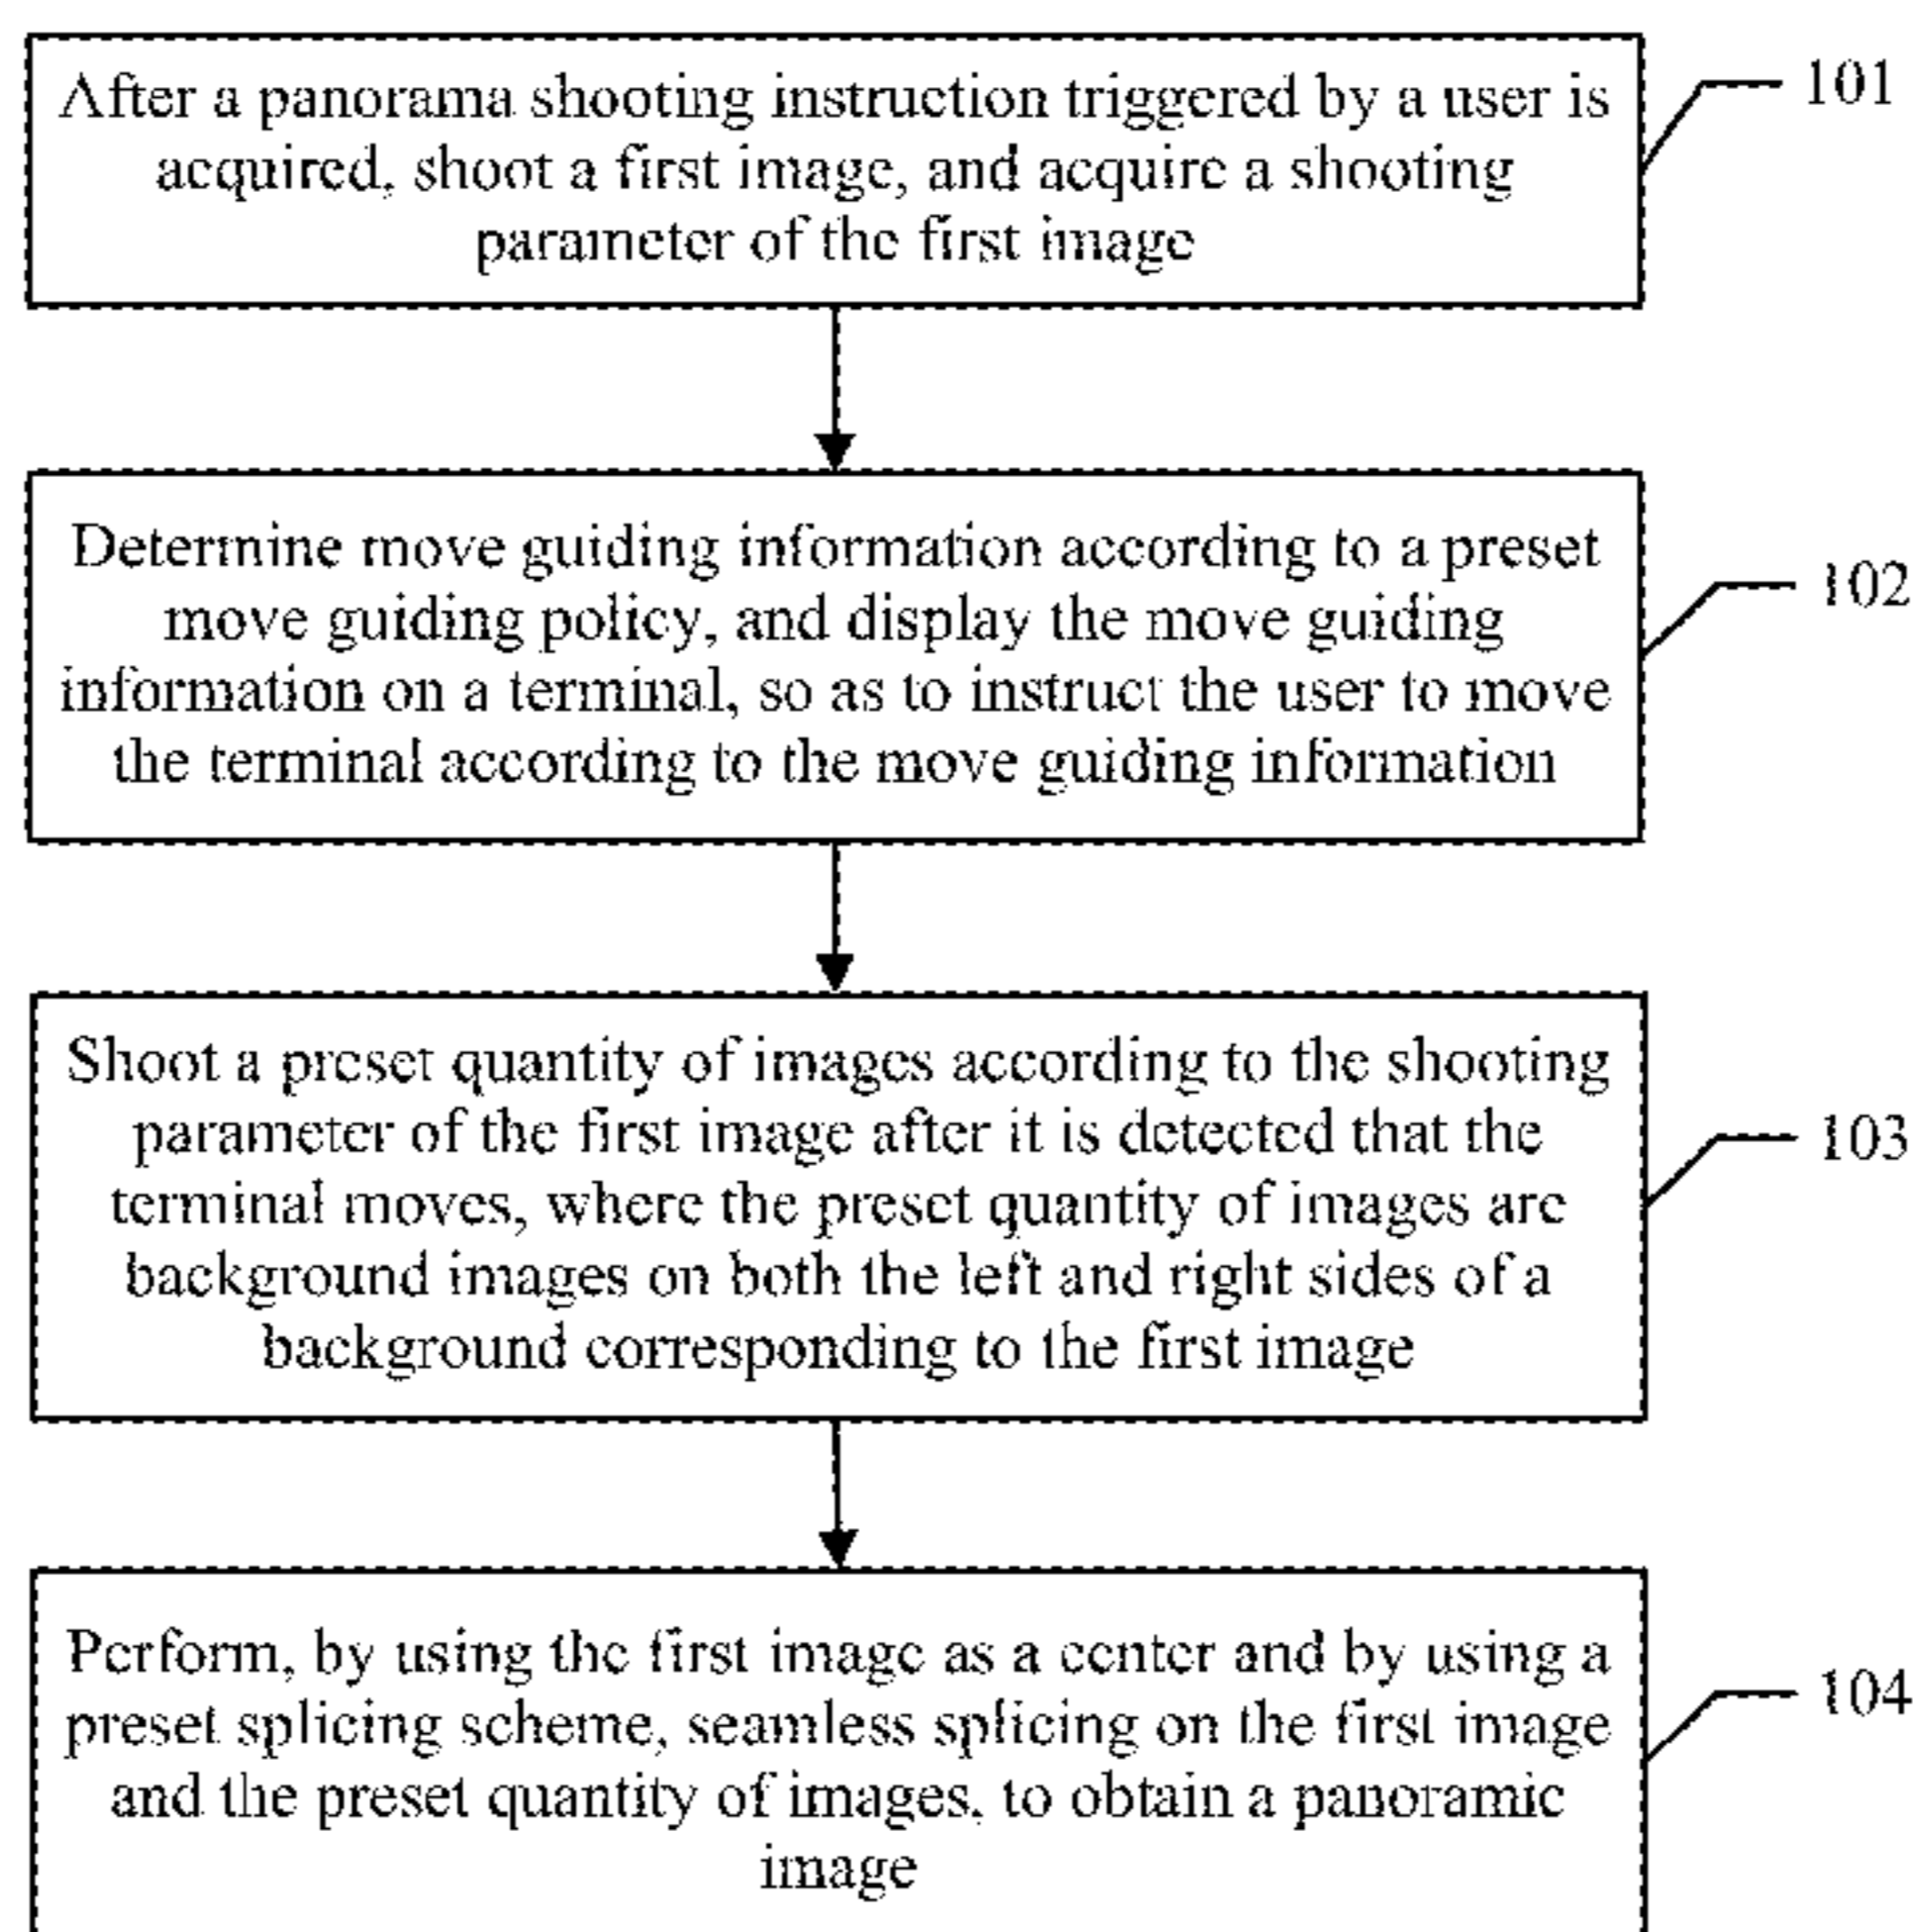 After a panorama shooting instruction triggered by a user is
acquired, shoot a first image, and acquire a shooting
parameter of the first image
101
Determine move guiding information according to a preset
move guiding policy, and display the move guiding
information on a terminal, so as to instruct the user to move
the terminal according to the move guiding information
102
Shoot a preset quantity of images according to the shooting
parameter of the first image after it is detected that the
terminal moves, where the preset quantity of images are
background images on both the left and right sides of a
background corresponding to the first image
103
Perform, by using the first image as a center and by using a
preset splicing scheme, seamless splicing on the first image
and the preset quantity of images, to obtain a panoramic
image
104